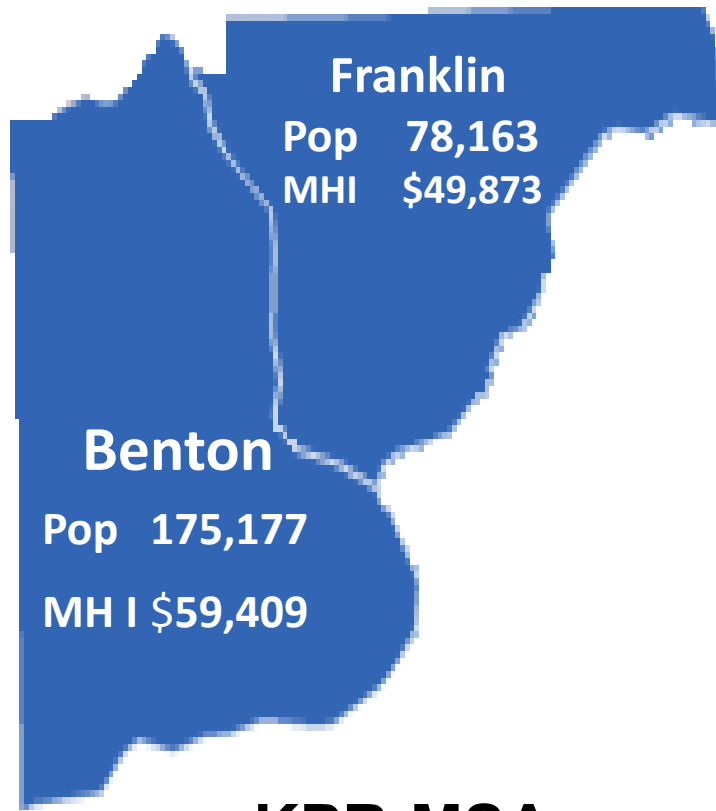 Franklin
Pop 78,163
MHI $49,873
Benton
Pop 175,177
MH I $59,409